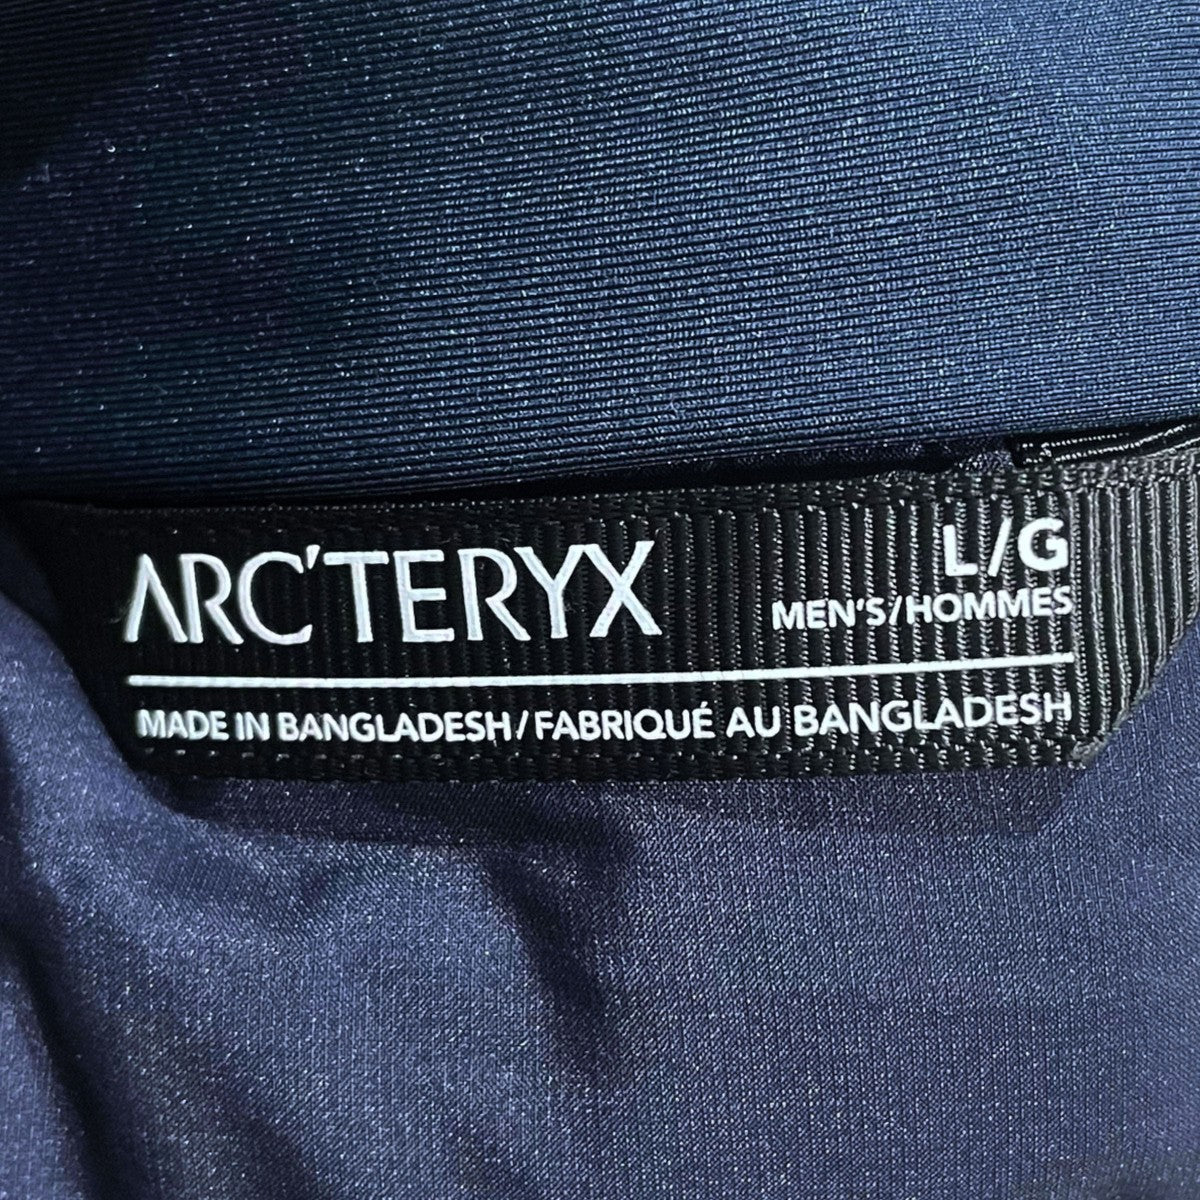 ARC'TERYX
L/G
MEN'S/HOMMES
MADE IN BANGLADESH/FABRIQUÉ AU BANGLADESH